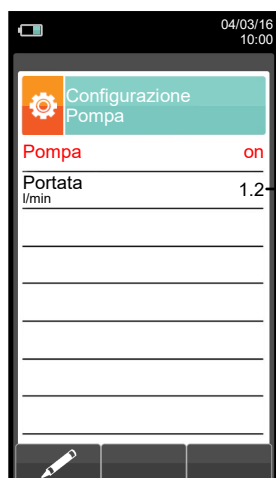 04/03/16
10:00
Configurazione
Pompa
Pompa on
Portata 1.2
l/min